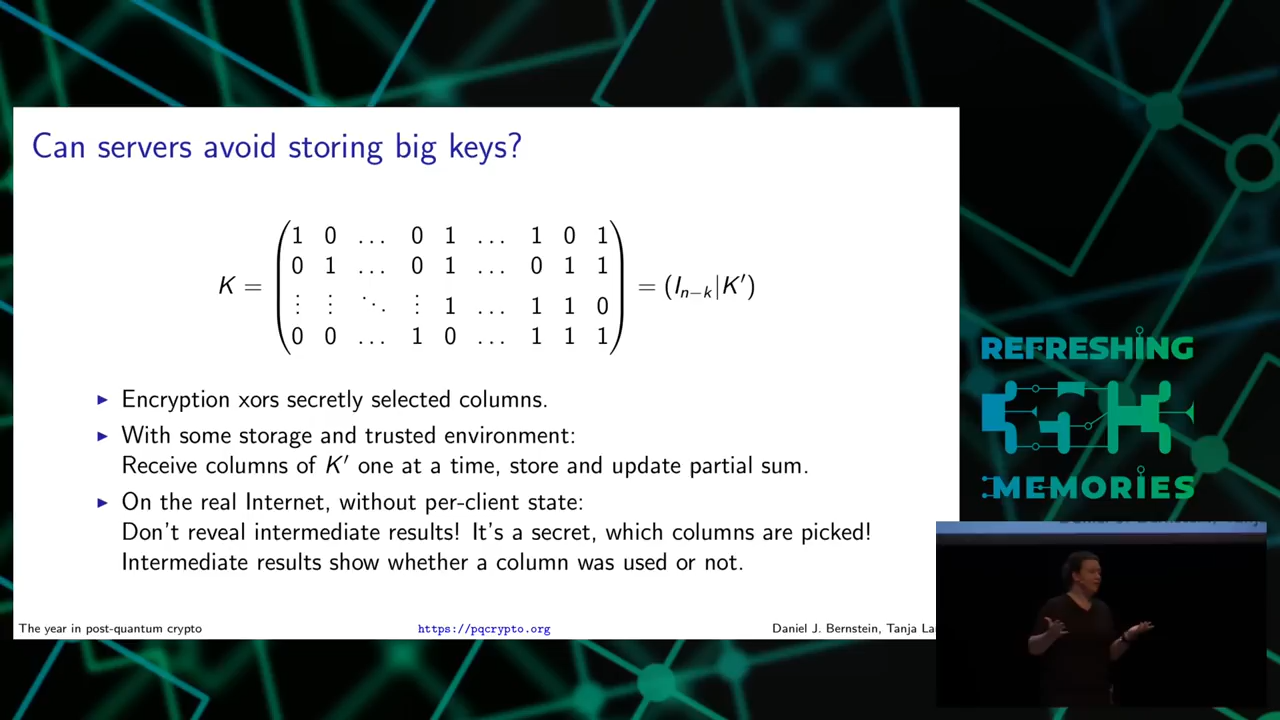 Can servers avoid storing big keys?
K = ( 1 0 … 0 1 … 1 0 1
0 1 … 0 1 … 0 1 1
⋮ ⋮ ⋱ ⋮ 1 … 1 1 0
0 0 … 1 0 … 1 1 1 ) = (I_{n−k}|K′)
▶ Encryption xors secretly selected columns.
▶ With some storage and trusted environment:
Receive columns of K′ one at a time, store and update partial sum.
▶ On the real Internet, without per-client state:
Don't reveal intermediate results! It's a secret, which columns are picked!
Intermediate results show whether a column was used or not.
The year in post-quantum crypto https://pqcrypto.org Daniel J. Bernstein, Tanja
REFRESHING
MEMORIES